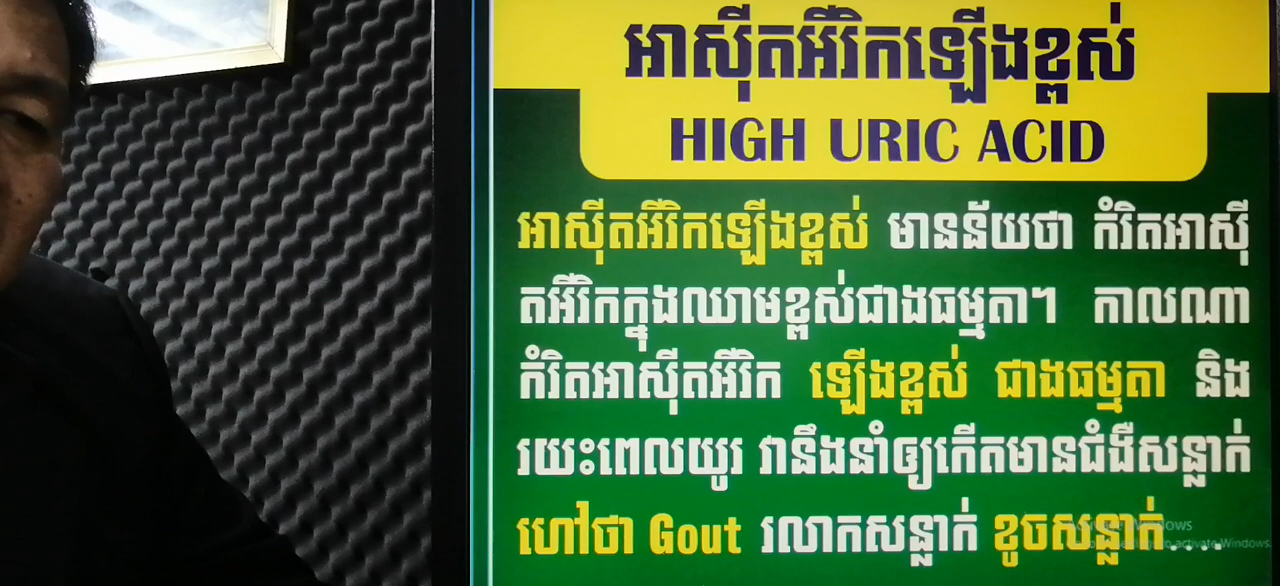 អាស៊ីតអ៊ីរិកឡើងខ្ពស់
HIGH URIC ACID
អាស៊ីតអ៊ីរិកឡើងខ្ពស់ មានន័យថា កំរិតអាស៊ី
តអ៊ីរិកក្នុងឈាមខ្ពស់ជាងធម្មតា។ កាលណា
កំរិតអាស៊ីតអ៊ីរិក ឡើងខ្ពស់ ជាងធម្មតា និង
រយៈពេលយូរ វានឹងនាំឲ្យកើតមានជំងឺសន្លាក់
ហៅថា Gout រលាកសន្លាក់ ខូចសន្លាក់....
Activate Windows
to activate Windows.